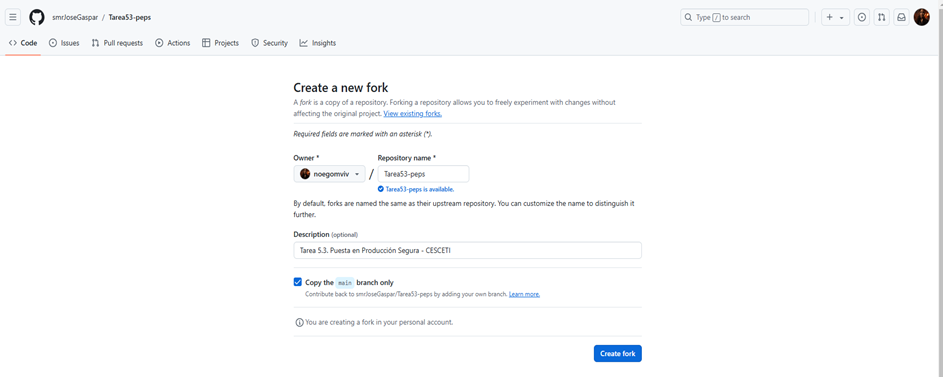 smrJoseGaspar / Tarea53-peps
Type / to search
Code Issues Pull requests Actions Projects Security Insights
Create a new fork
A fork is a copy of a repository. Forking a repository allows you to freely experiment with changes without
affecting the original project. View existing forks.
Required fields are marked with an asterisk (*).
Owner * Repository name *
noegomviv / Tarea53-peps
Tarea53-peps is available.
By default, forks are named the same as their upstream repository. You can customize the name to distinguish it
further.
Description (optional)
Tarea 5.3. Puesta en Producción Segura - CESCETI
Copy the main branch only
Contribute back to smrJoseGaspar/Tarea53-peps by adding your own branch. Learn more.
You are creating a fork in your personal account.
Create fork